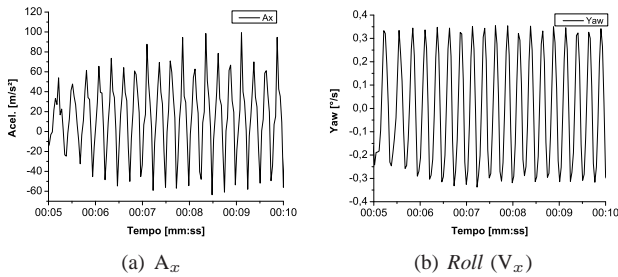 Ax
Acel. [m/s²]
120
100
80
60
40
20
0
-20
-40
-60
00:05 00:06 00:07 00:08 00:09 00:10
Tempo [mm:ss]
(a) Ax
Yaw
Yaw [°/s]
0,4
0,3
0,2
0,1
0,0
-0,1
-0,2
-0,3
-0,4
00:05 00:06 00:07 00:08 00:09 00:10
Tempo [mm:ss]
(b) Roll (Vx)